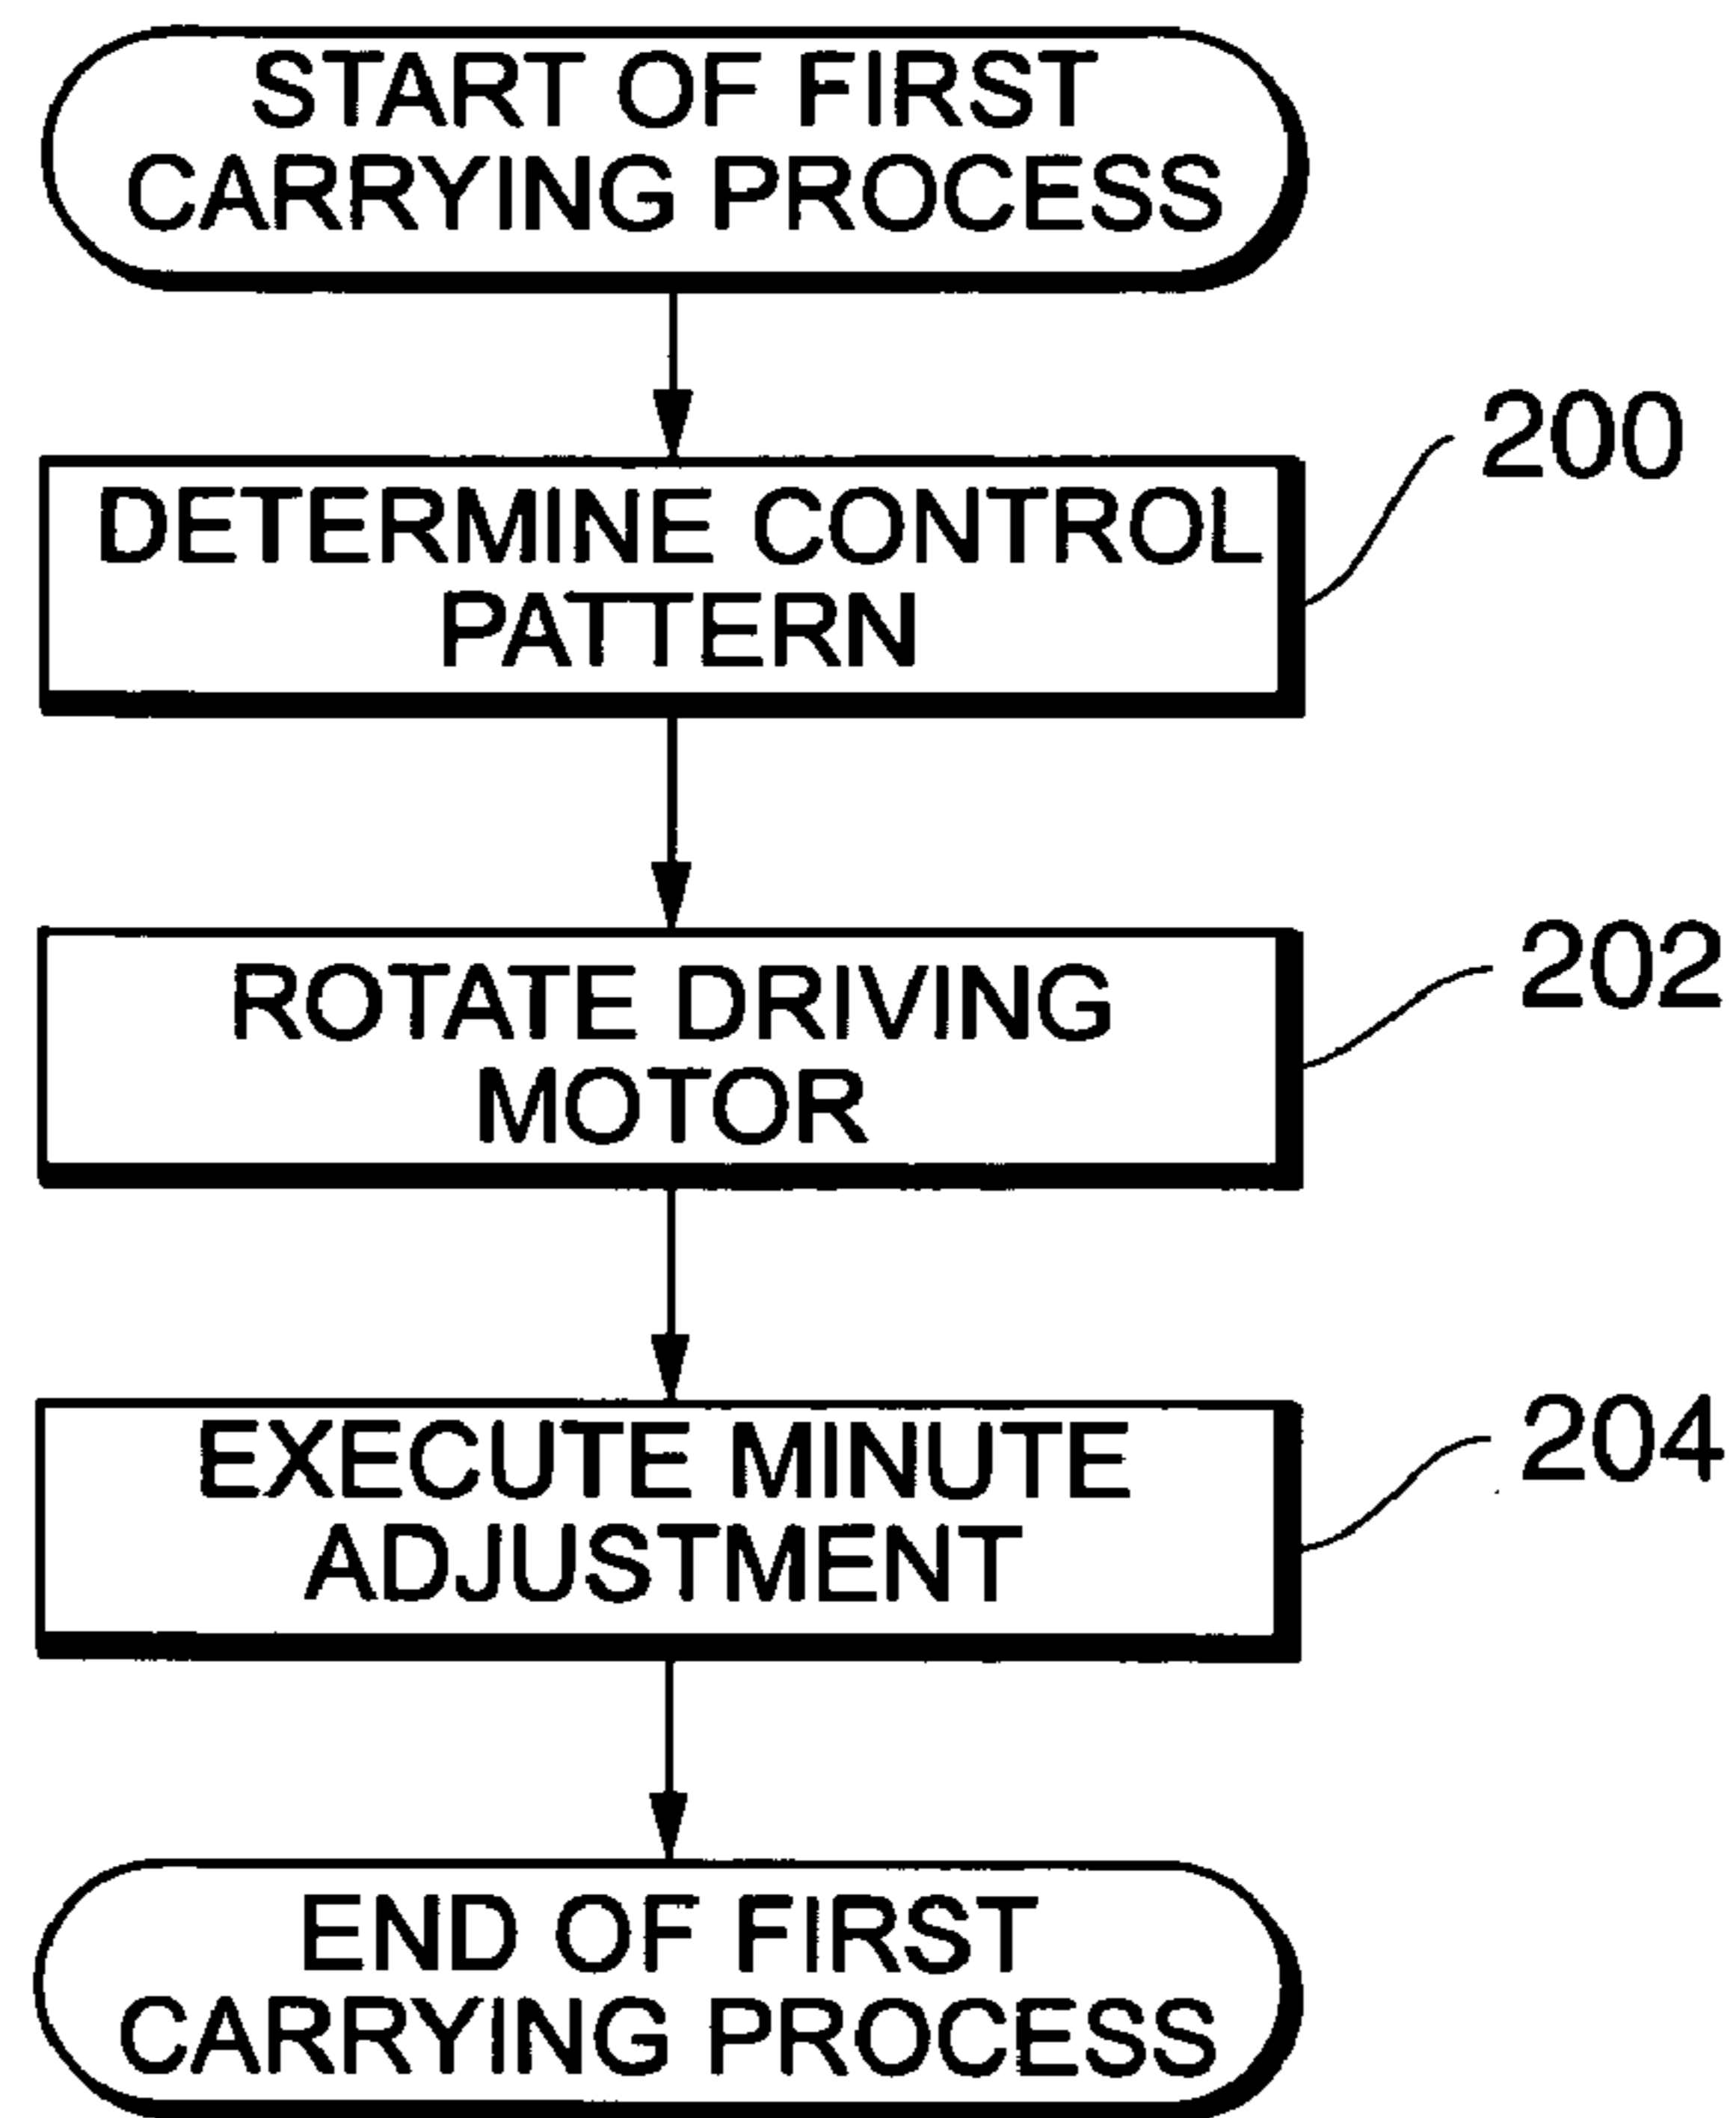 START OF FIRST
CARRYING PROCESS
200
DETERMINE CONTROL
PATTERN
202
ROTATE DRIVING
MOTOR
204
EXECUTE MINUTE
ADJUSTMENT
END OF FIRST
CARRYING PROCESS